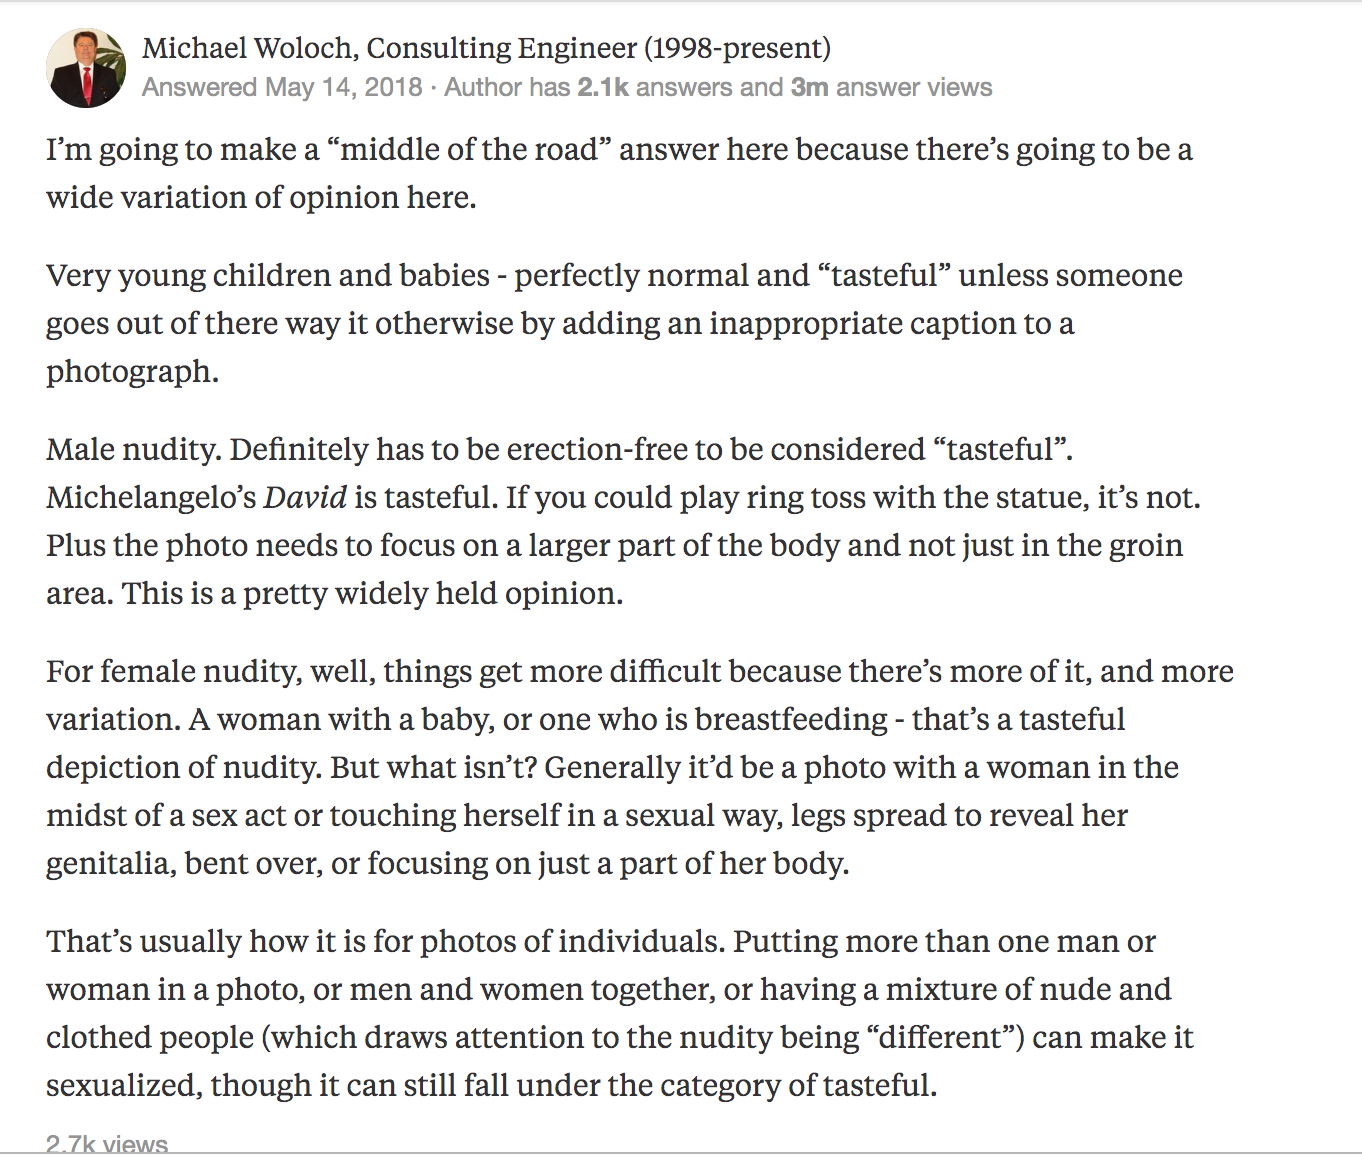 Michael Woloch, Consulting Engineer (1998-present)
Answered May 14, 2018 · Author has 2.1k answers and 3m answer views
I’m going to make a “middle of the road” answer here because there’s going to be a
wide variation of opinion here.
Very young children and babies - perfectly normal and “tasteful” unless someone
goes out of there way it otherwise by adding an inappropriate caption to a
photograph.
Male nudity. Definitely has to be erection-free to be considered “tasteful”.
Michelangelo’s David is tasteful. If you could play ring toss with the statue, it’s not.
Plus the photo needs to focus on a larger part of the body and not just in the groin
area. This is a pretty widely held opinion.
For female nudity, well, things get more difficult because there’s more of it, and more
variation. A woman with a baby, or one who is breastfeeding - that’s a tasteful
depiction of nudity. But what isn’t? Generally it’d be a photo with a woman in the
midst of a sex act or touching herself in a sexual way, legs spread to reveal her
genitalia, bent over, or focusing on just a part of her body.
That’s usually how it is for photos of individuals. Putting more than one man or
woman in a photo, or men and women together, or having a mixture of nude and
clothed people (which draws attention to the nudity being “different”) can make it
sexualized, though it can still fall under the category of tasteful.
2.7k views